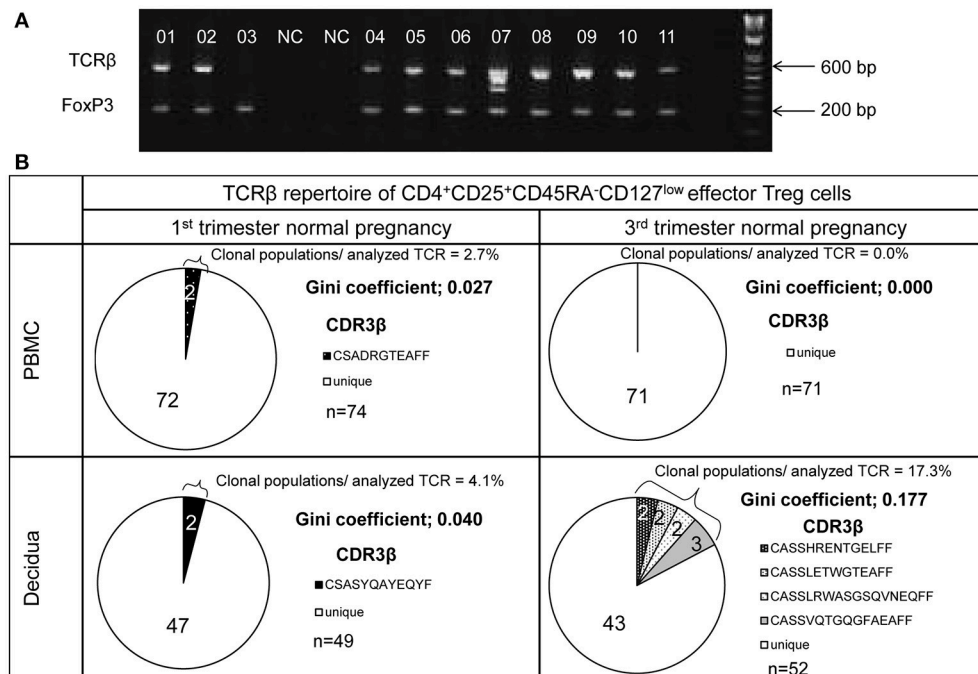 A
01 02 03 NC NC 04 05 06 07 08 09 10 11
TCRβ
600 bp
FoxP3
200 bp
B
TCRβ repertoire of CD4⁺CD25⁺CD45RA⁻CD127ˡᵒʷ effector Treg cells
1ˢᵗ trimester normal pregnancy
3ʳᵈ trimester normal pregnancy
PBMC
Clonal populations/ analyzed TCR = 2.7%
2
Gini coefficient; 0.027
CDR3β
CSADRGTEAFF
unique
72
n=74
Clonal populations/ analyzed TCR = 0.0%
Gini coefficient; 0.000
CDR3β
unique
71
n=71
Decidua
Clonal populations/ analyzed TCR = 4.1%
2
Gini coefficient; 0.040
CDR3β
CSASYQAYEQYF
unique
47
n=49
Clonal populations/ analyzed TCR = 17.3%
2 2 2 3
Gini coefficient; 0.177
CDR3β
CASSHRENTGELFF
CASSLETWGTEAFF
CASSLRWASGSQVNEQFF
CASSVQTGQGFAEAFF
unique
43
n=52